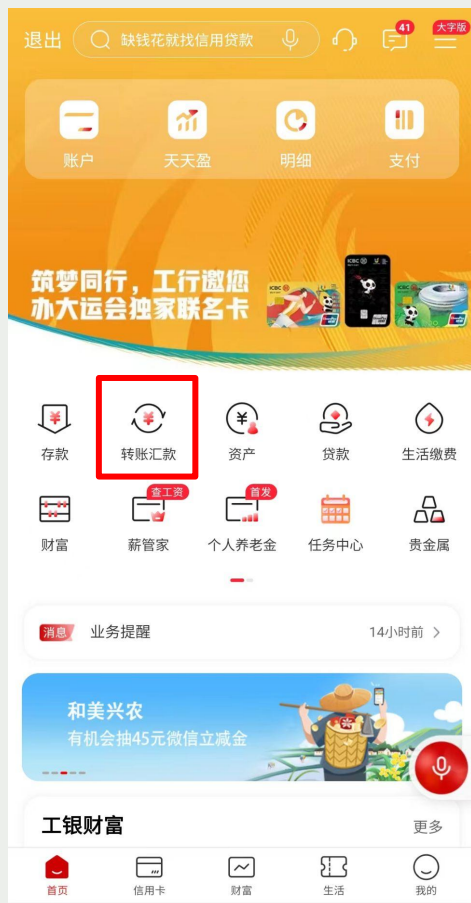 退出
缺钱花就找信用贷款
41
大字版
账户
天天盈
明细
支付
筑梦同行，工行邀您
办大运会独家联名卡
ICBC
ICBC
ICBC
存款
转账汇款
资产
贷款
生活缴费
查工资
首发
财富
薪管家
个人养老金
任务中心
贵金属
消息
业务提醒
14小时前
和美兴农
有机会抽45元微信立减金
工银财富
更多
首页
信用卡
财富
生活
我的